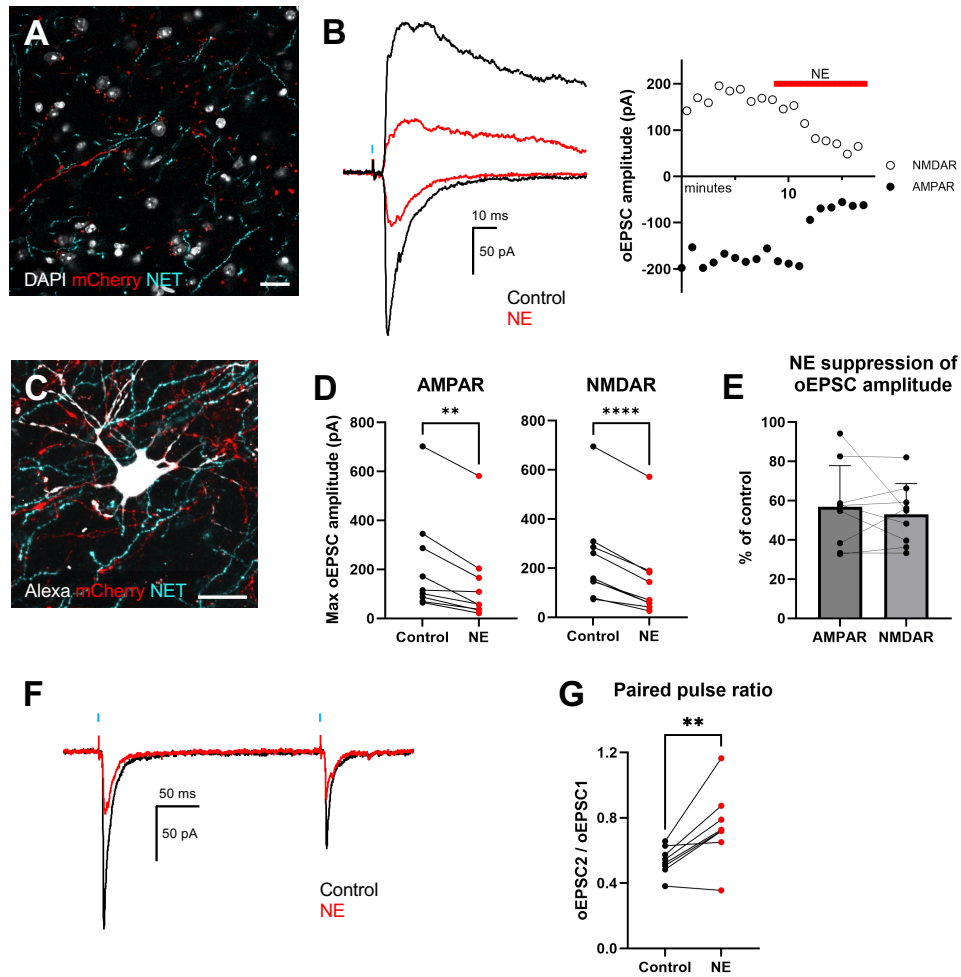 A
DAPI mCherry NET
B
10 ms
50 pA
Control
NE
oEPSC amplitude (pA)
200
100
0
-100
-200
minutes
10
NE
NMDAR
AMPAR
C
Alexa mCherry NET
D
AMPAR
**
Max oEPSC amplitude (pA)
800
600
400
200
0
Control NE
NMDAR
****
800
600
400
200
0
Control NE
E
NE suppression of
oEPSC amplitude
% of control
100
80
60
40
20
0
AMPAR NMDAR
F
50 ms
50 pA
Control
NE
G
Paired pulse ratio
**
oEPSC2 / oEPSC1
1.2
0.8
0.4
0.0
Control NE